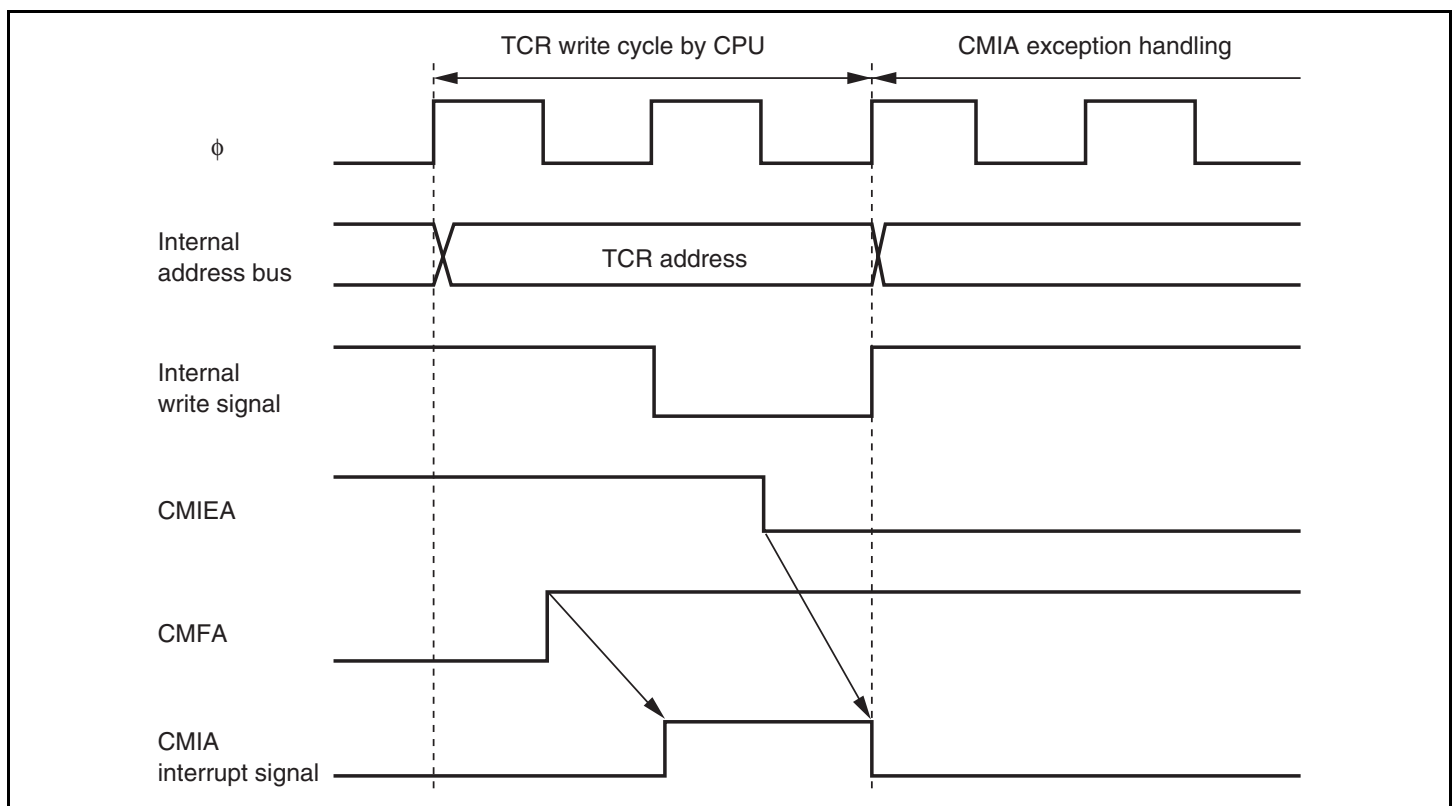 TCR write cycle by CPU
CMIA exception handling
ϕ
Internal
address bus
TCR address
Internal
write signal
CMIEA
CMFA
CMIA
interrupt signal